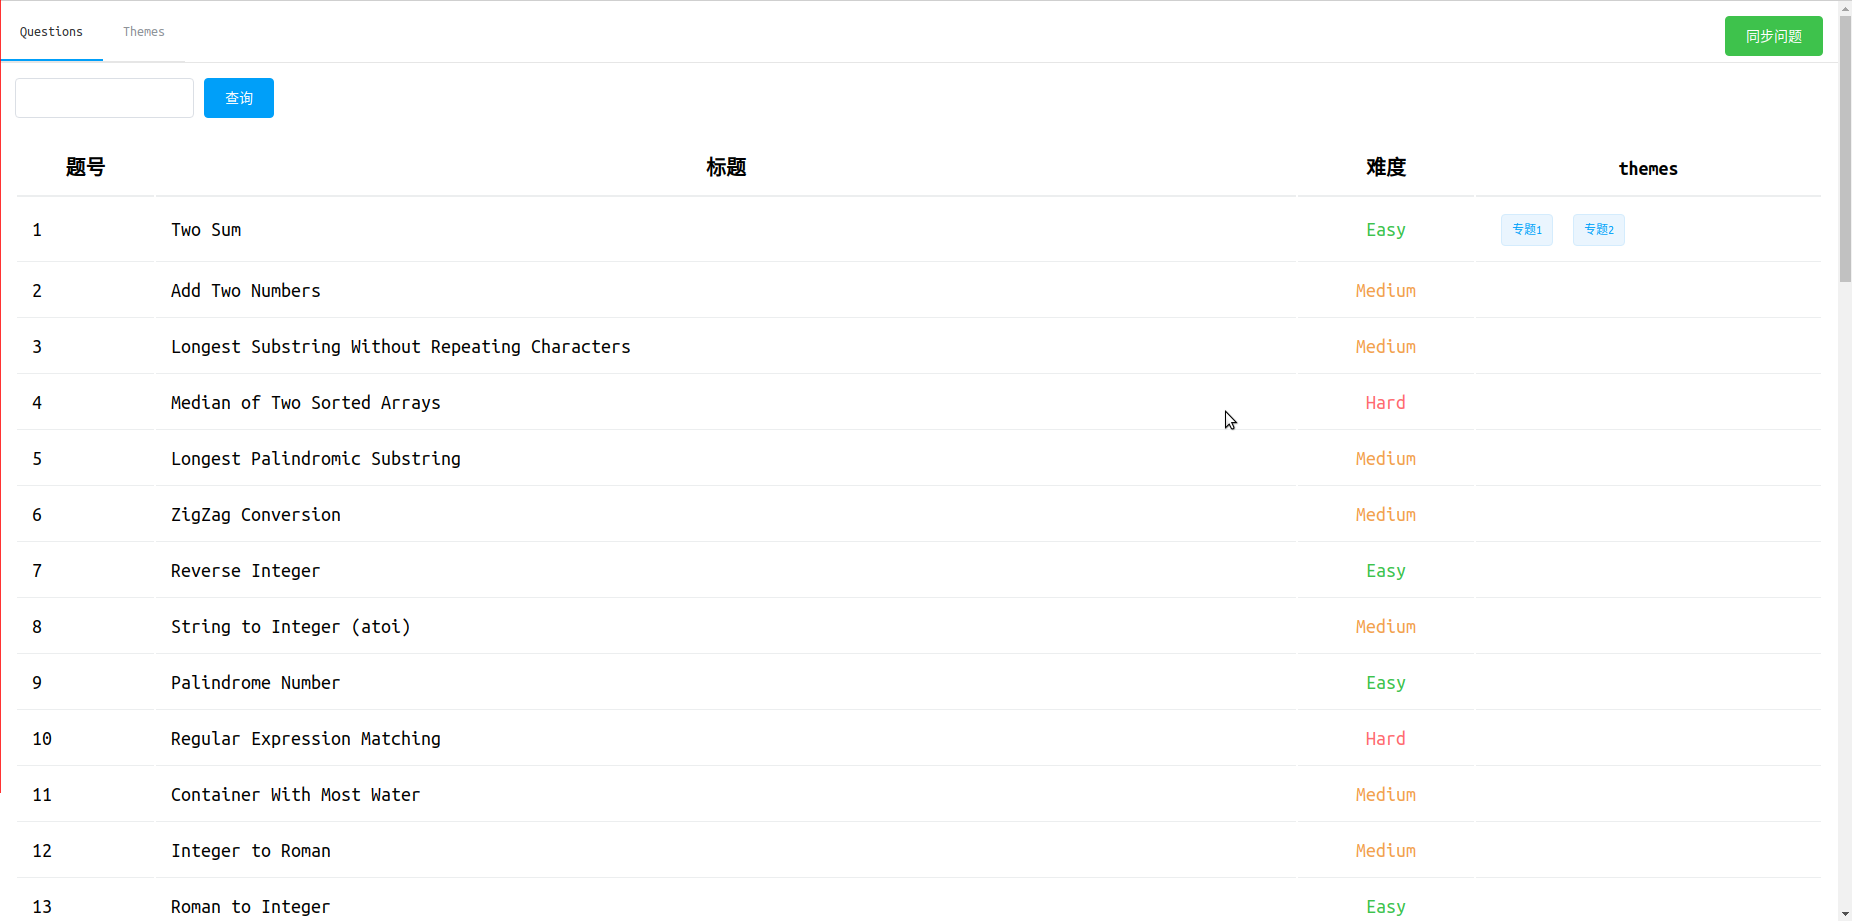 Questions Themes 同步问题
查询
题号 标题 难度 themes
1 Two Sum Easy 专题1 专题2
2 Add Two Numbers Medium
3 Longest Substring Without Repeating Characters Medium
4 Median of Two Sorted Arrays Hard
5 Longest Palindromic Substring Medium
6 ZigZag Conversion Medium
7 Reverse Integer Easy
8 String to Integer (atoi) Medium
9 Palindrome Number Easy
10 Regular Expression Matching Hard
11 Container With Most Water Medium
12 Integer to Roman Medium
13 Roman to Integer Easy